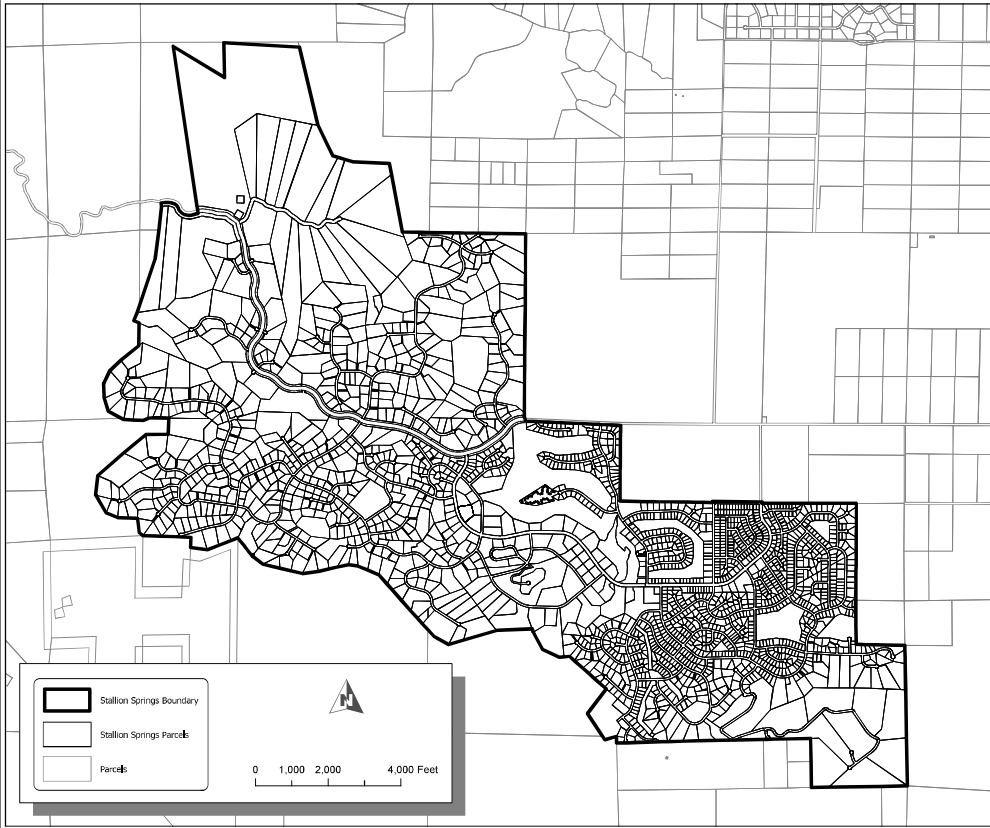 Stallion Springs Boundary
Stallion Springs Parcels
Parcels
N
0 1,000 2,000 4,000 Feet